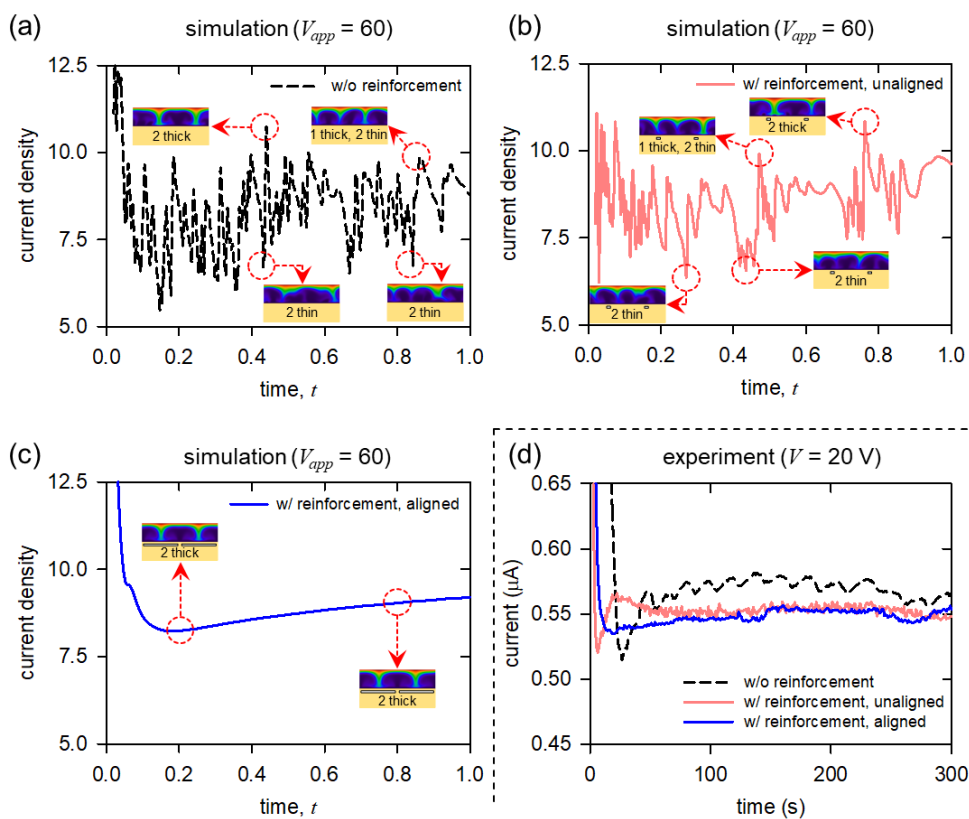 (a)
simulation (Vapp = 60)
w/o reinforcement
2 thick
1 thick, 2 thin
2 thin
2 thin
12.5
10.0
7.5
5.0
current density
0.0 0.2 0.4 0.6 0.8 1.0
time, t
(b)
simulation (Vapp = 60)
w/ reinforcement, unaligned
2 thick
1 thick, 2 thin
2 thin
2 thin
12.5
10.0
7.5
5.0
current density
0.0 0.2 0.4 0.6 0.8 1.0
time, t
(c)
simulation (Vapp = 60)
w/ reinforcement, aligned
2 thick
2 thick
12.5
10.0
7.5
5.0
current density
0.0 0.2 0.4 0.6 0.8 1.0
time, t
(d)
experiment (V = 20 V)
0.65
0.60
0.55
0.50
0.45
current (μA)
w/o reinforcement
w/ reinforcement, unaligned
w/ reinforcement, aligned
0 100 200 300
time (s)